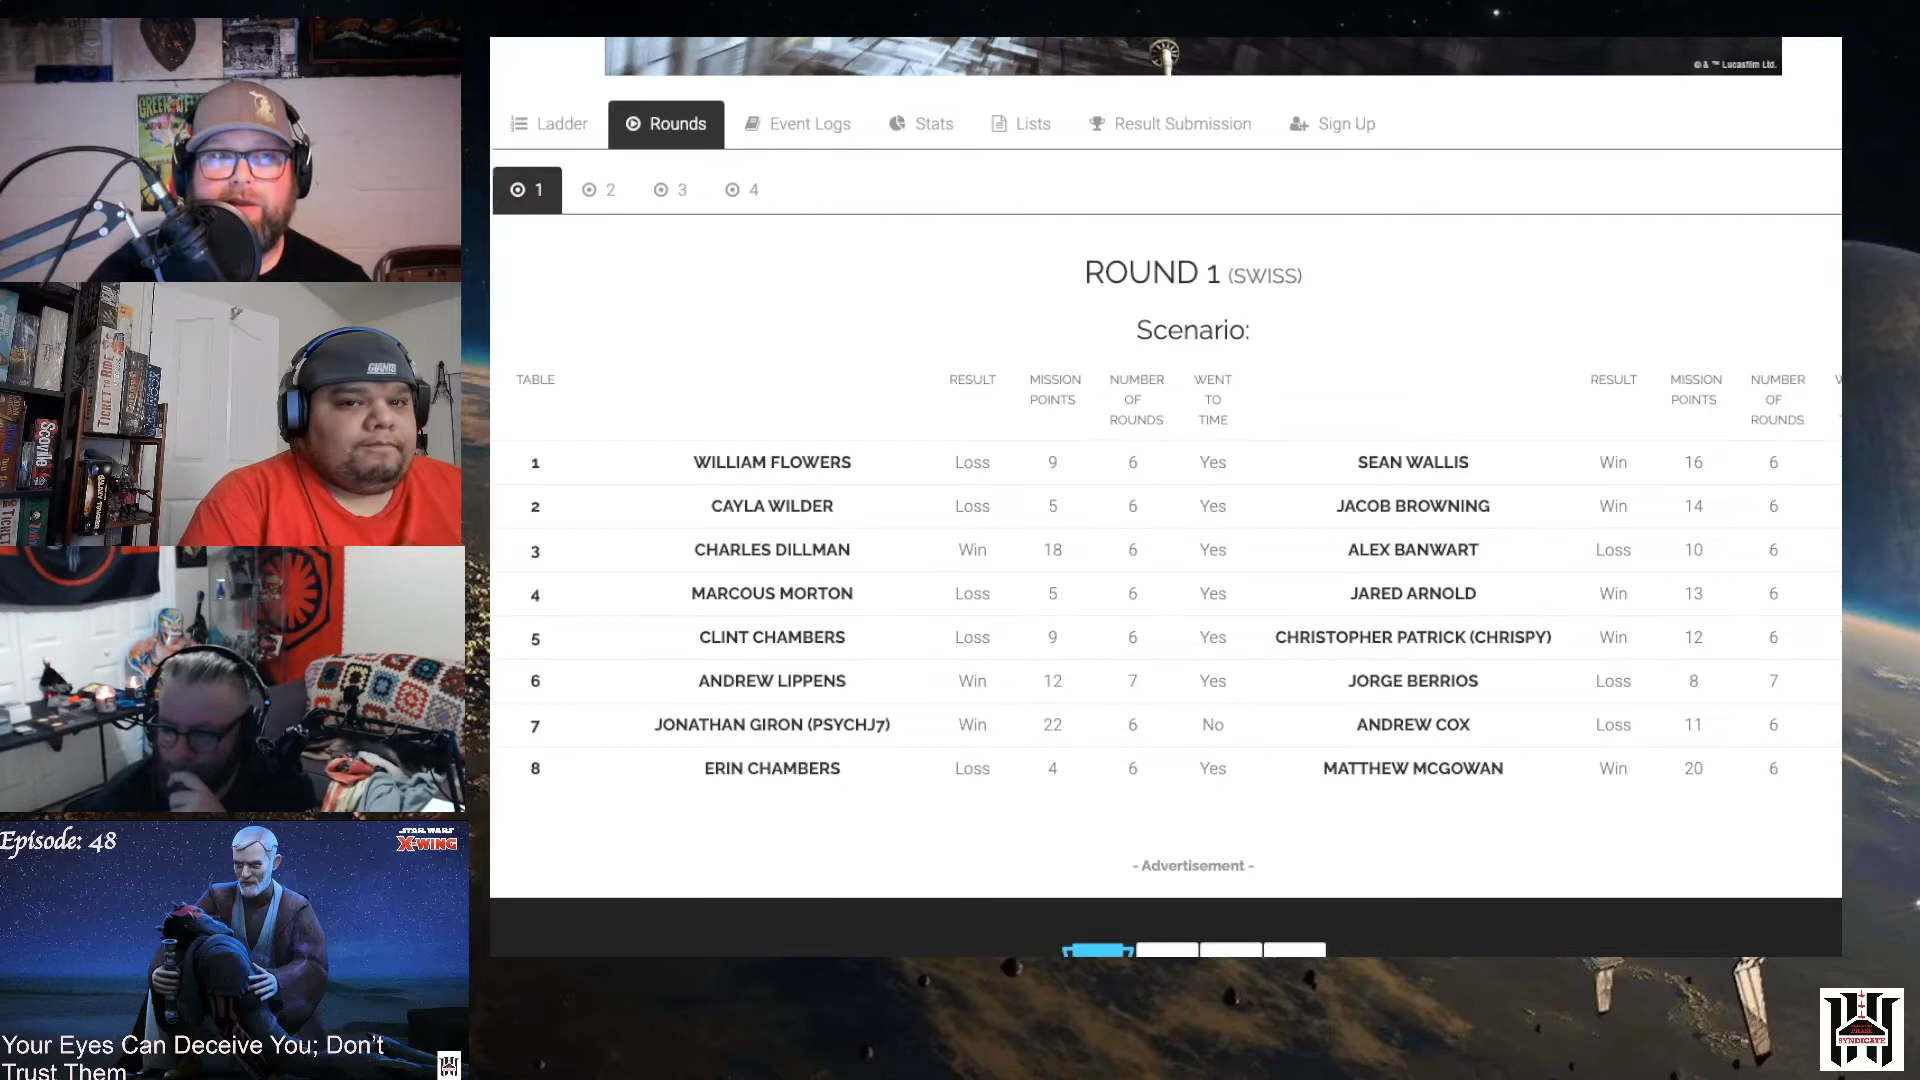 © & ™ Lucasfilm Ltd.
Ladder Rounds Event Logs Stats Lists Result Submission Sign Up
1 2 3 4
ROUND 1 (SWISS)
Scenario:
TABLE RESULT MISSION POINTS NUMBER OF ROUNDS WENT TO TIME RESULT MISSION POINTS NUMBER OF ROUNDS
1 WILLIAM FLOWERS Loss 9 6 Yes SEAN WALLIS Win 16 6
2 CAYLA WILDER Loss 5 6 Yes JACOB BROWNING Win 14 6
3 CHARLES DILLMAN Win 18 6 Yes ALEX BANWART Loss 10 6
4 MARCOUS MORTON Loss 5 6 Yes JARED ARNOLD Win 13 6
5 CLINT CHAMBERS Loss 9 6 Yes CHRISTOPHER PATRICK (CHRISPY) Win 12 6
6 ANDREW LIPPENS Win 12 7 Yes JORGE BERRIOS Loss 8 7
7 JONATHAN GIRON (PSYCHJ7) Win 22 6 No ANDREW COX Loss 11 6
8 ERIN CHAMBERS Loss 4 6 Yes MATTHEW MCGOWAN Win 20 6
- Advertisement -
GREEN
GIANTS
TICKET TO RIDE
Scoville
TICKET
Episode: 48
STAR WARS
X-WING
Your Eyes Can Deceive You; Don't
Trust Them
SYNDICATE